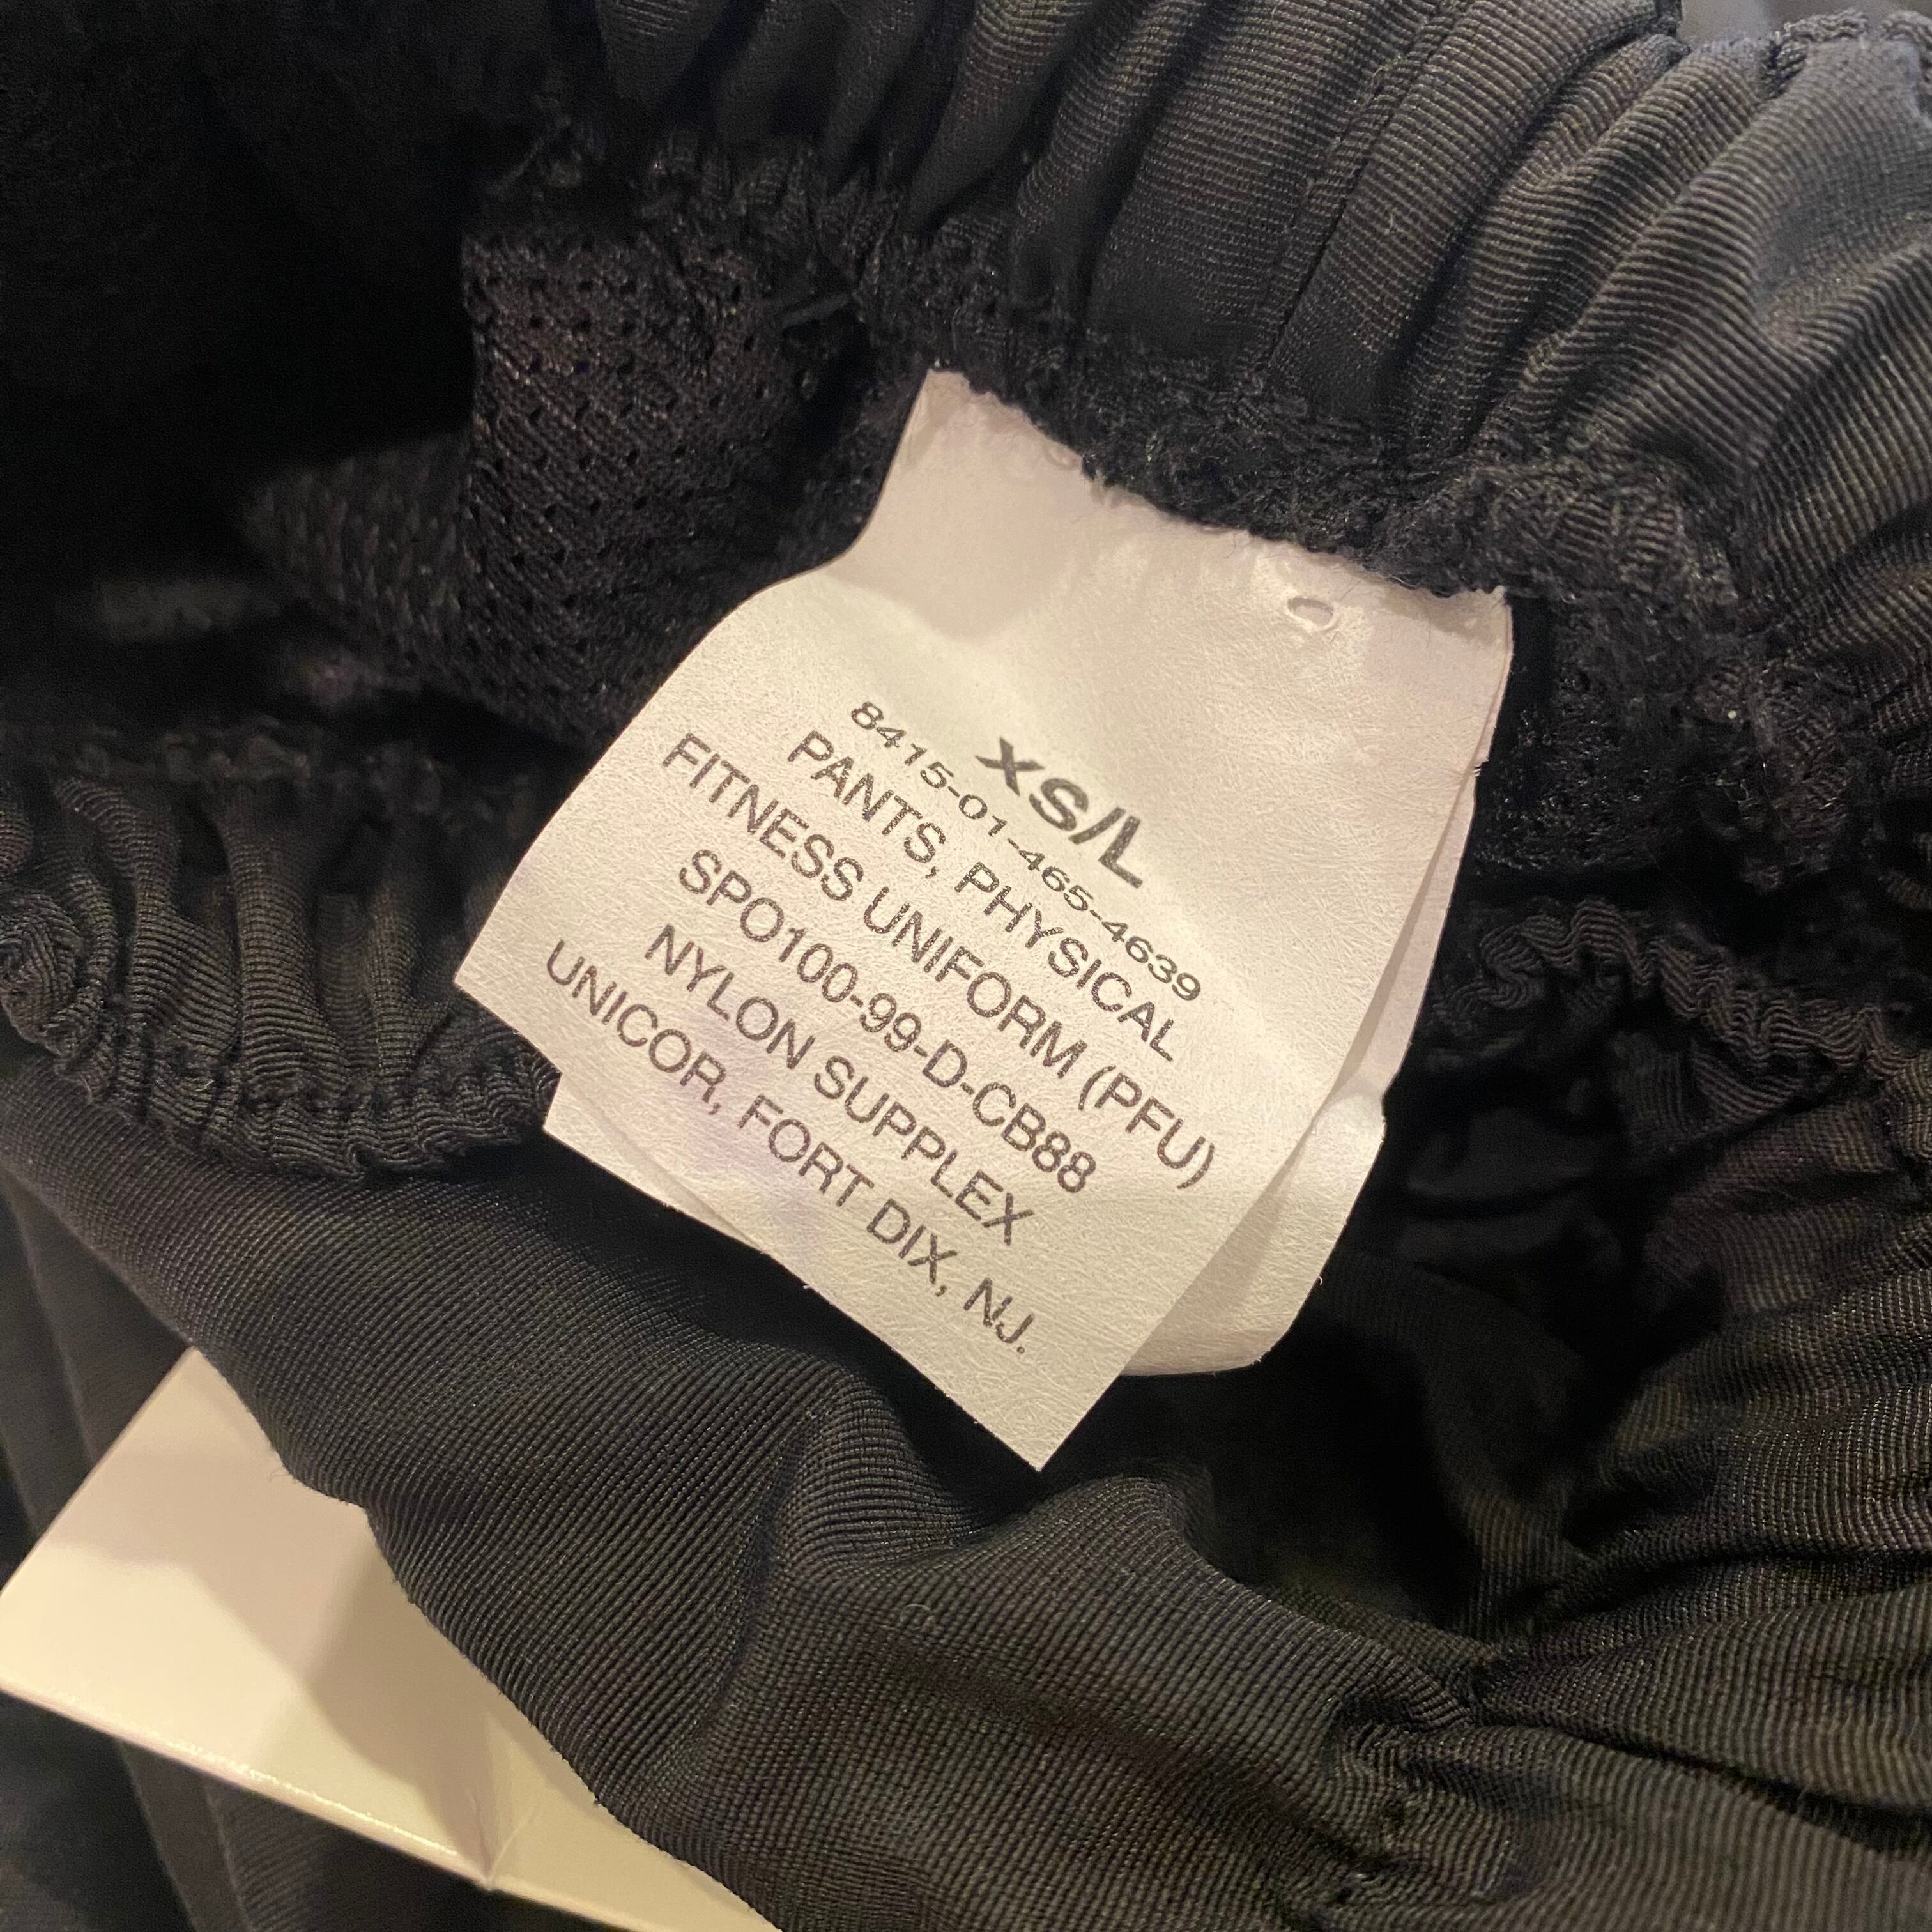 XS/L
8415-01-465-4639
PANTS, PHYSICAL
FITNESS UNIFORM (PFU)
SPO100-99-D-CB88
NYLON SUPPLEX
UNICOR, FORT DIX, NJ.